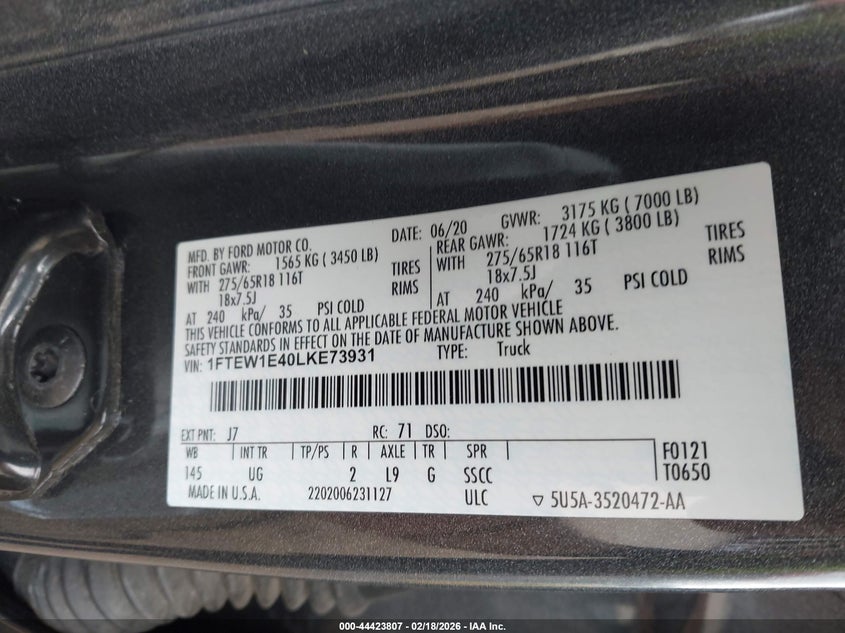 MFD. BY FORD MOTOR CO. DATE: 06/20 GVWR: 3175 KG ( 7000 LB)
FRONT GAWR: 1565 KG ( 3450 LB) REAR GAWR: 1724 KG ( 3800 LB)
WITH 275/65R18 116T TIRES WITH 275/65R18 116T TIRES
18x7.5J RIMS 18x7.5J RIMS
AT 240 kPa/ 35 PSI COLD AT 240 kPa/ 35 PSI COLD
THIS VEHICLE CONFORMS TO ALL APPLICABLE FEDERAL MOTOR VEHICLE
SAFETY STANDARDS IN EFFECT ON THE DATE OF MANUFACTURE SHOWN ABOVE.
VIN: 1FTEW1E40LKE73931 TYPE: Truck
EXT PNT: J7 RC: 71 DSO:
WB INT TR TP/PS R AXLE TR SPR F0121
145 UG 2 L9 G SSCC T0650
MADE IN U.S.A. 2202006231127 ULC ▽ 5U5A-3520472-AA
000-44423807 - 02/18/2026 - IAA Inc.